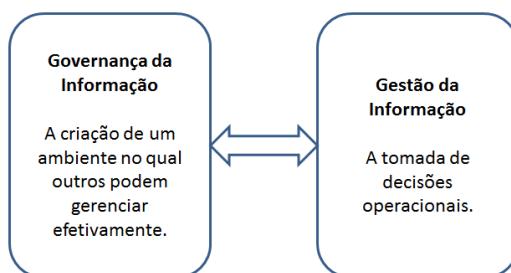 Governança da
Informação
A criação de um
ambiente no qual
outros podem
gerenciar
efetivamente.
Gestão da
Informação
A tomada de
decisões
operacionais.